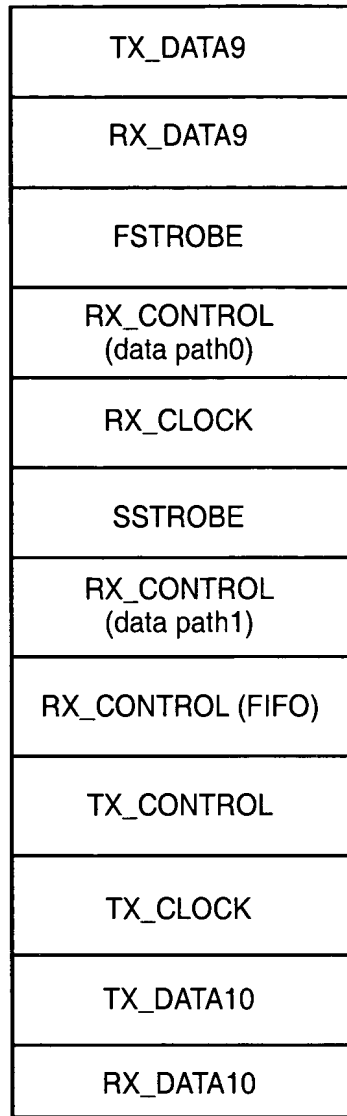 TX_DATA9
RX_DATA9
FSTROBE
RX_CONTROL
(data path0)
RX_CLOCK
SSTROBE
RX_CONTROL
(data path1)
RX_CONTROL (FIFO)
TX_CONTROL
TX_CLOCK
TX_DATA10
RX_DATA10